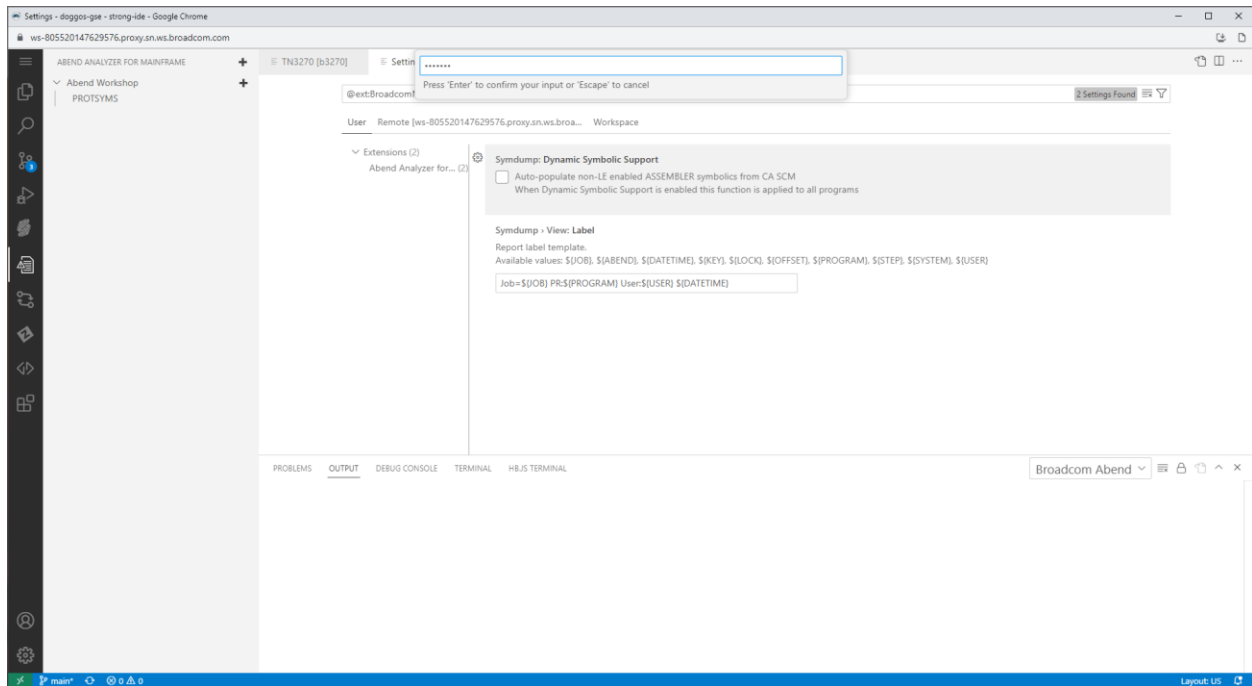 Settings - doggos-gse - strong-ide - Google Chrome
ws-805520147629576.proxy.sn.ws.broadcom.com
ABEND ANALYZER FOR MAINFRAME
Abend Workshop
PROTSYMS
TN3270 [b3270]
Settin
•••••••
Press 'Enter' to confirm your input or 'Escape' to cancel
@ext:Broadcom
2 Settings Found
User Remote [ws-805520147629576.proxy.sn.ws.broa... Workspace
Extensions (2)
Abend Analyzer for... (2)
Symdump: Dynamic Symbolic Support
Auto-populate non-LE enabled ASSEMBLER symbolics from CA SCM
When Dynamic Symbolic Support is enabled this function is applied to all programs
Symdump › View: Label
Report label template.
Available values: ${JOB}, ${ABEND}, ${DATETIME}, ${KEY}, ${LOCK}, ${OFFSET}, ${PROGRAM}, ${STEP}, ${SYSTEM}, ${USER}
Job=${JOB} PR:${PROGRAM} User:${USER} ${DATETIME}
PROBLEMS OUTPUT DEBUG CONSOLE TERMINAL HBJS TERMINAL
Broadcom Abend
3
main* 0 0
Layout: US